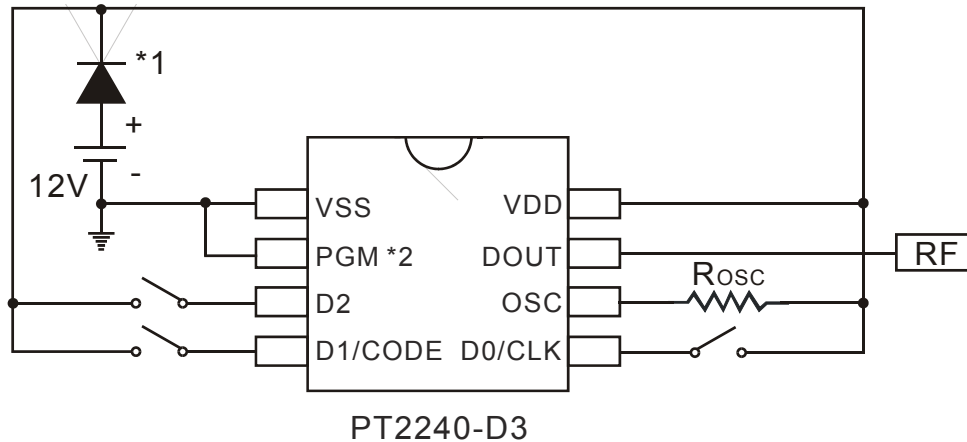 *1
+
-
12V
VSS VDD
PGM *2 DOUT RF
D2 OSC ROSC
D1/CODE D0/CLK
PT2240-D3